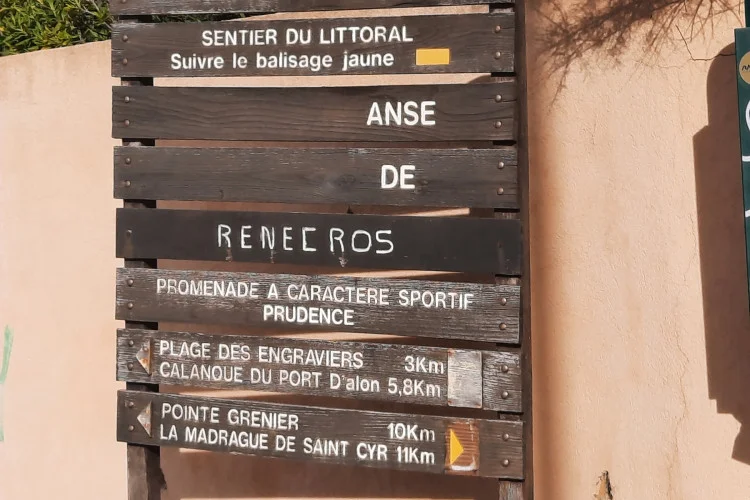 SENTIER DU LITTORAL
Suivre le balisage jaune
ANSE
DE
RENECROS
PROMENADE A CARACTERE SPORTIF
PRUDENCE
PLAGE DES ENGRAVIERS 3Km
CALANQUE DU PORT D'alon 5,8Km
POINTE GRENIER 10Km
LA MADRAGUE DE SAINT CYR 11Km